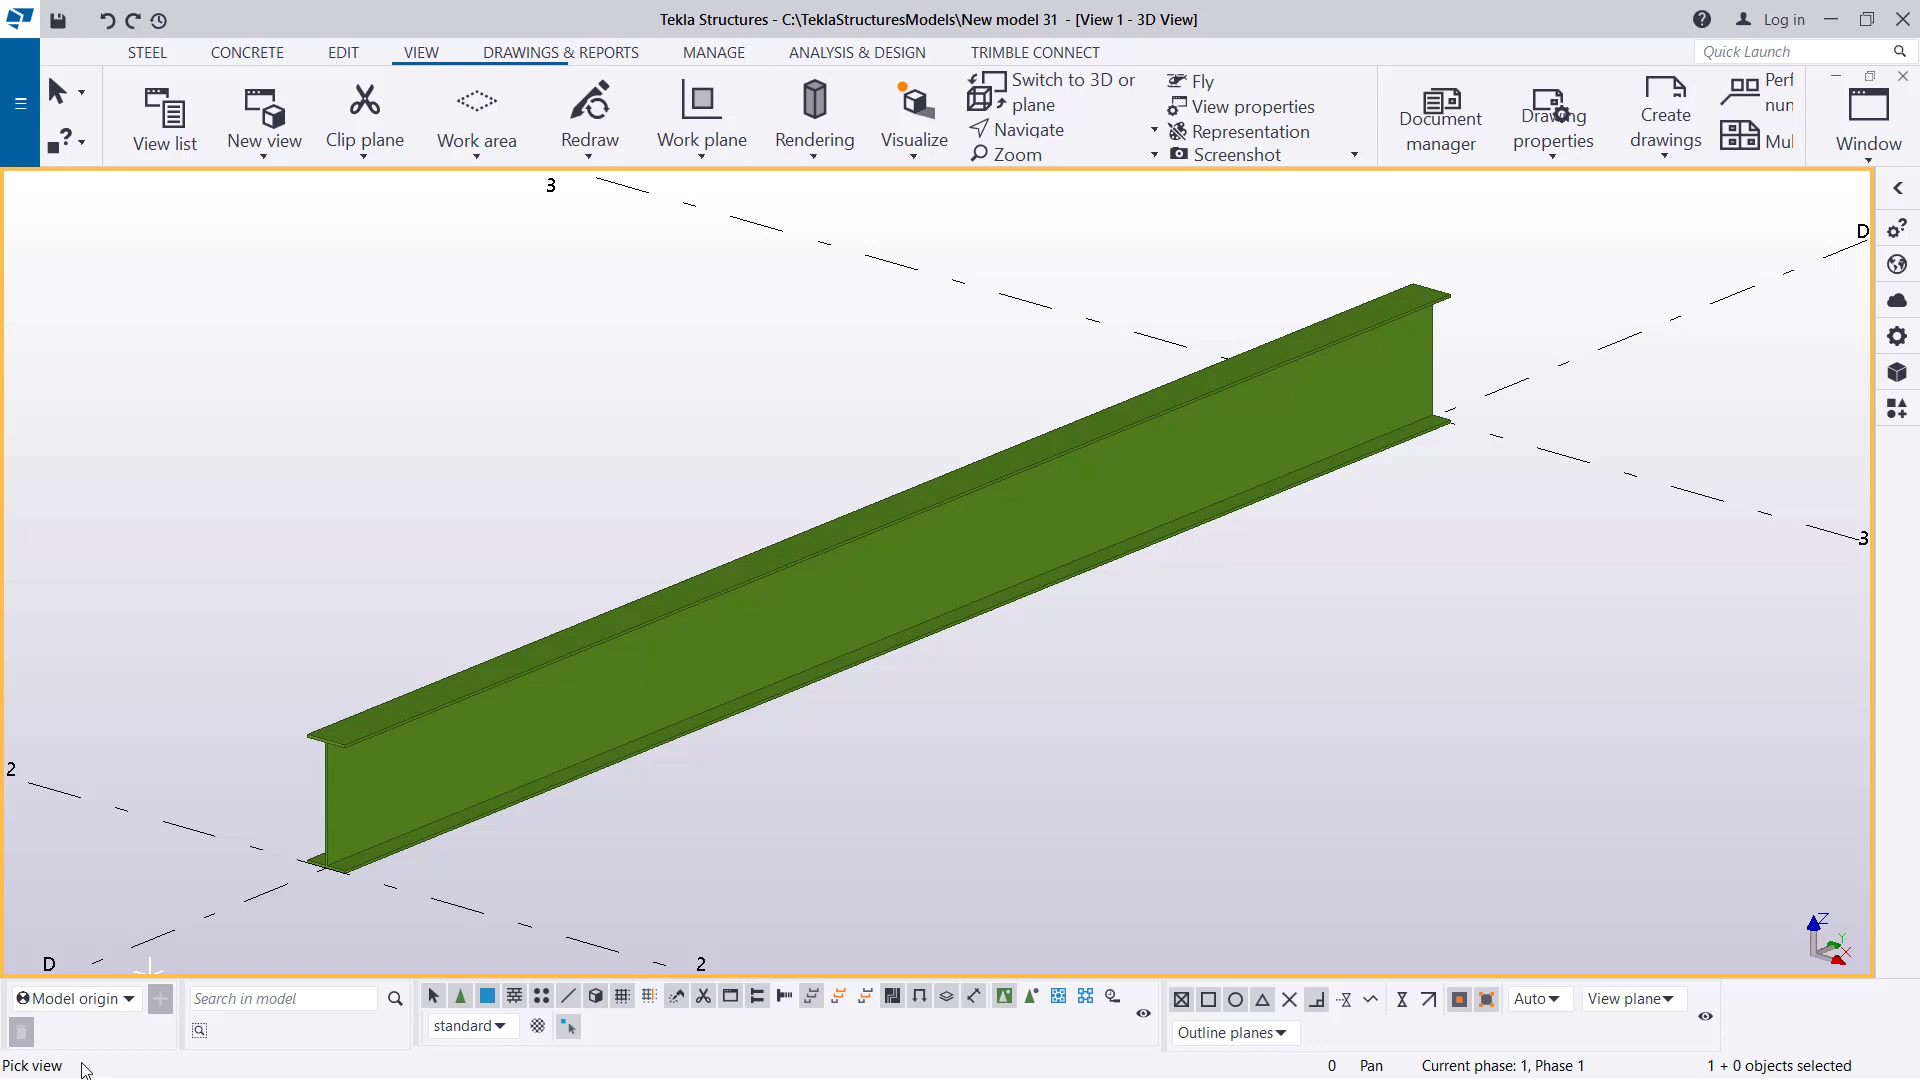 Tekla Structures - C:\TeklaStructuresModels\New model 31 - [View 1 - 3D View]
Log in
STEEL CONCRETE EDIT VIEW DRAWINGS & REPORTS MANAGE ANALYSIS & DESIGN TRIMBLE CONNECT
Quick Launch
View list
New view
Clip plane
Work area
Redraw
Work plane
Rendering
Visualize
Switch to 3D or
plane
Navigate
Zoom
Fly
View properties
Representation
Screenshot
Document
manager
Drawing
properties
Create
drawings
Perf
num
Mul
Window
3
D
3
2
D
2
Z
Y
X
Model origin
Search in model
standard
Auto
View plane
Outline planes
Pick view
0 Pan Current phase: 1, Phase 1 1 + 0 objects selected